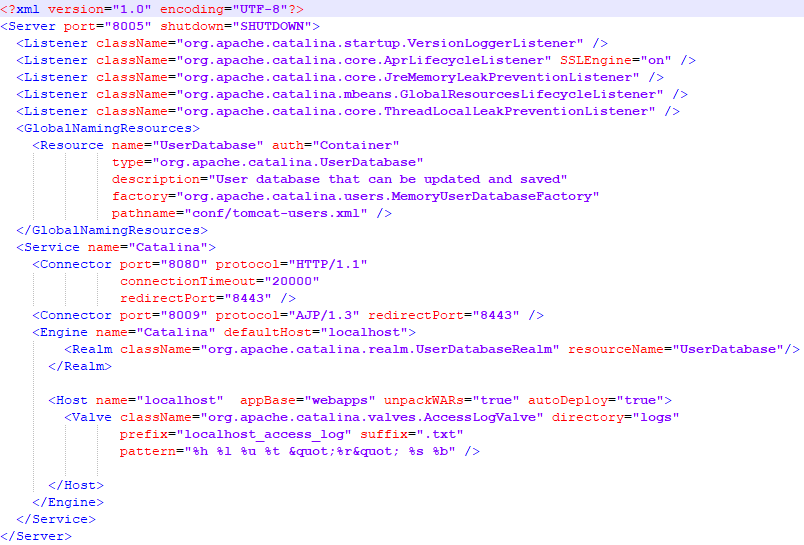 <?xml version="1.0" encoding="UTF-8"?>
<Server port="8005" shutdown="SHUTDOWN">
  <Listener className="org.apache.catalina.startup.VersionLoggerListener" />
  <Listener className="org.apache.catalina.core.AprLifecycleListener" SSLEngine="on" />
  <Listener className="org.apache.catalina.core.JreMemoryLeakPreventionListener" />
  <Listener className="org.apache.catalina.mbeans.GlobalResourcesLifecycleListener" />
  <Listener className="org.apache.catalina.core.ThreadLocalLeakPreventionListener" />
  <GlobalNamingResources>
    <Resource name="UserDatabase" auth="Container"
              type="org.apache.catalina.UserDatabase"
              description="User database that can be updated and saved"
              factory="org.apache.catalina.users.MemoryUserDatabaseFactory"
              pathname="conf/tomcat-users.xml" />
  </GlobalNamingResources>
  <Service name="Catalina">
    <Connector port="8080" protocol="HTTP/1.1"
               connectionTimeout="20000"
               redirectPort="8443" />
    <Connector port="8009" protocol="AJP/1.3" redirectPort="8443" />
    <Engine name="Catalina" defaultHost="localhost">
        <Realm className="org.apache.catalina.realm.UserDatabaseRealm" resourceName="UserDatabase"/>
      </Realm>
      <Host name="localhost"  appBase="webapps" unpackWARs="true" autoDeploy="true">
        <Valve className="org.apache.catalina.valves.AccessLogValve" directory="logs"
               prefix="localhost_access_log" suffix=".txt"
               pattern="%h %l %u %t &quot;%r&quot; %s %b" />
      </Host>
    </Engine>
  </Service>
</Server>